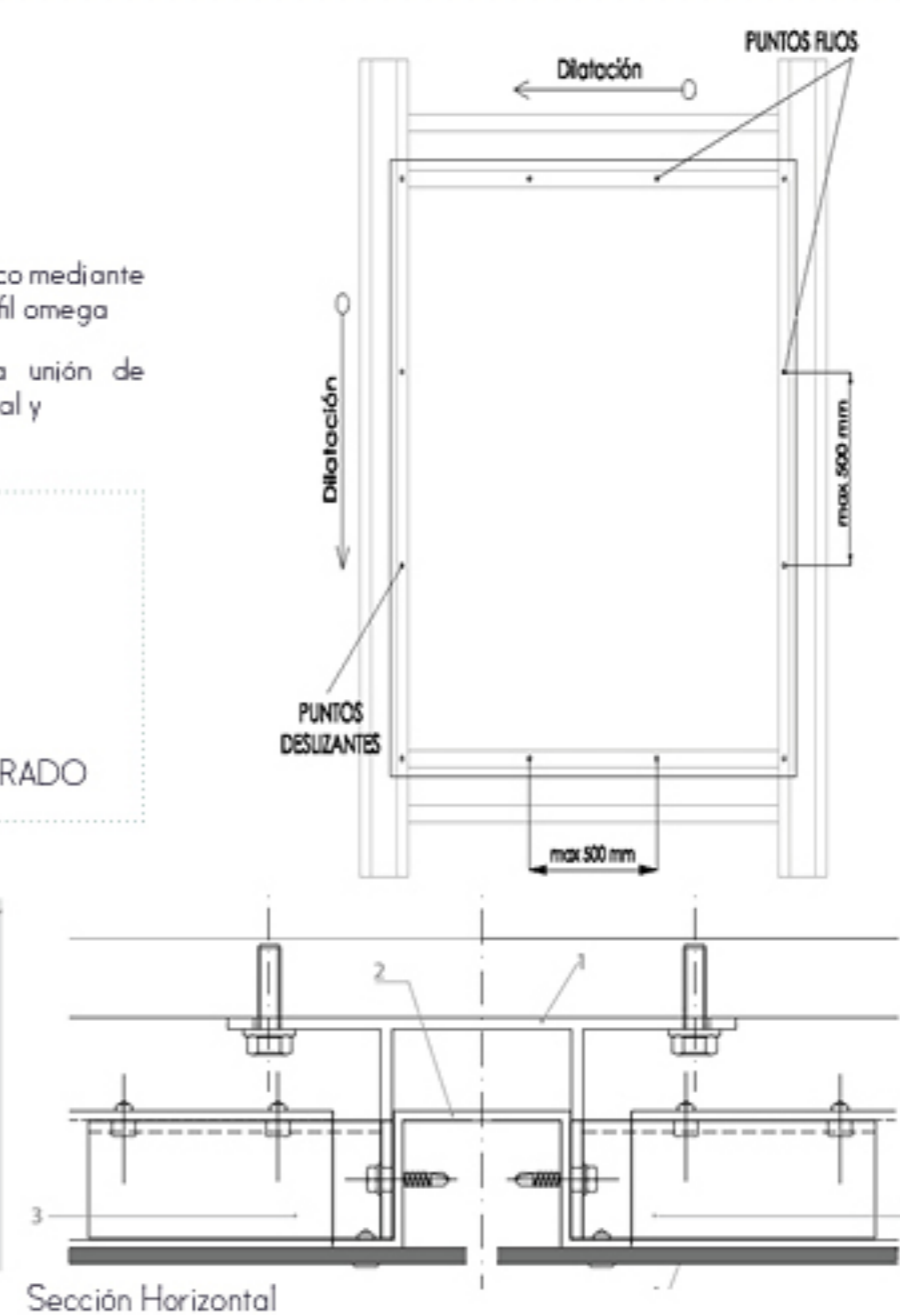 PUNTOS FIJOS
Dilatación
co mediante
fil omega
a unión de
al y
Dilatación
max 500 mm
PUNTOS
DESLIZANTES
RADO
max 500 mm
2
1
3
Sección Horizontal